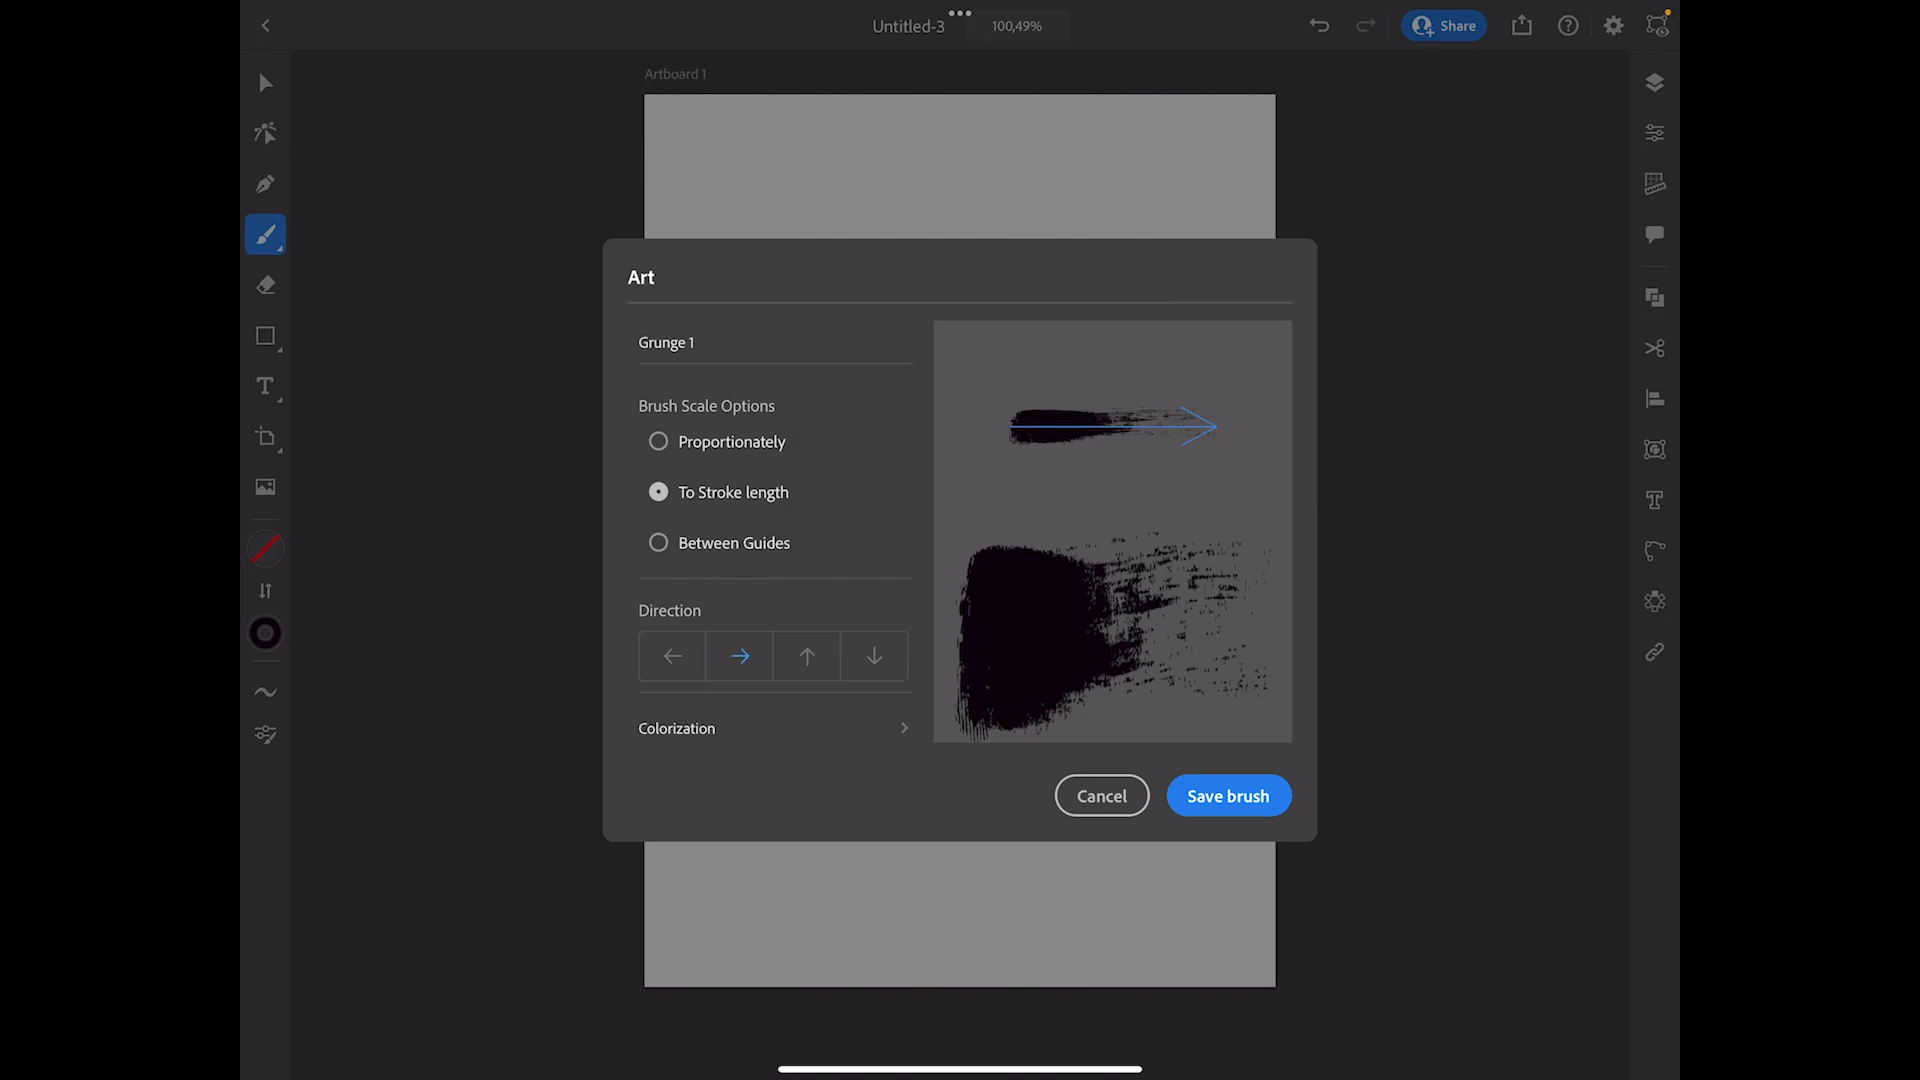 Untitled-3
100,49%
Share
Artboard 1
Art
Grunge 1
Brush Scale Options
Proportionately
To Stroke length
Between Guides
Direction
Colorization
Cancel
Save brush